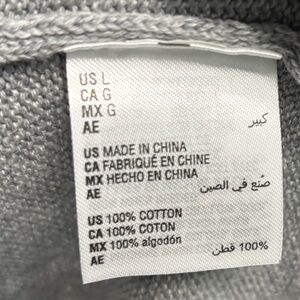 US L
CA G
MX G
AE كبير
US MADE IN CHINA
CA FABRIQUÉ EN CHINE
MX HECHO EN CHINA
AE صنع في الصين
US 100% COTTON
CA 100% COTON
MX 100% algodón
AE 100% قطن